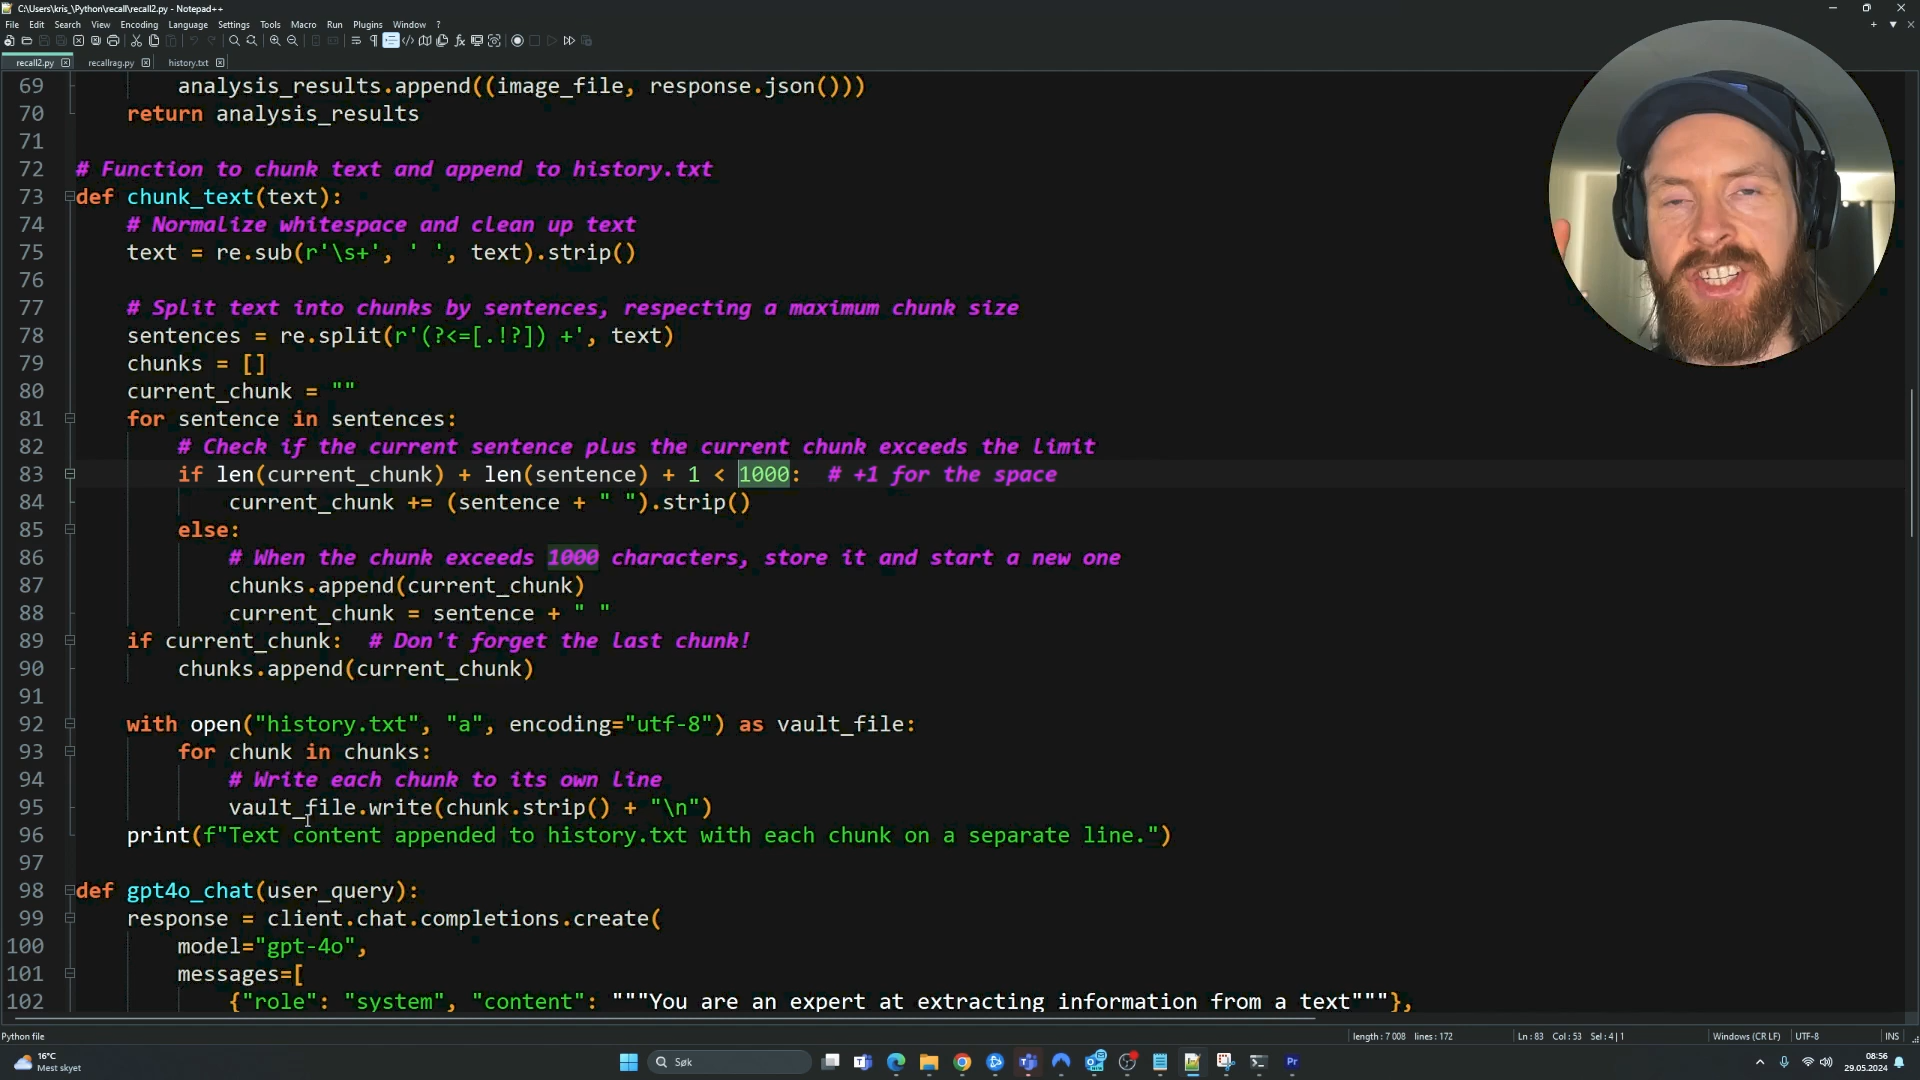 C:\Users\kris_\Python\recall\recall2.py - Notepad++
File Edit Search View Encoding Language Settings Tools Macro Run Plugins Window ?
recall2.py recallrag.py history.txt
69 analysis_results.append((image_file, response.json()))
70 return analysis_results
71
72 # Function to chunk text and append to history.txt
73 def chunk_text(text):
74 # Normalize whitespace and clean up text
75 text = re.sub(r'\s+', ' ', text).strip()
76
77 # Split text into chunks by sentences, respecting a maximum chunk size
78 sentences = re.split(r'(?<=[.!?]) +', text)
79 chunks = []
80 current_chunk = ""
81 for sentence in sentences:
82 # Check if the current sentence plus the current chunk exceeds the limit
83 if len(current_chunk) + len(sentence) + 1 < 1000: # +1 for the space
84 current_chunk += (sentence + " ").strip()
85 else:
86 # When the chunk exceeds 1000 characters, store it and start a new one
87 chunks.append(current_chunk)
88 current_chunk = sentence + " "
89 if current_chunk: # Don't forget the last chunk!
90 chunks.append(current_chunk)
91
92 with open("history.txt", "a", encoding="utf-8") as vault_file:
93 for chunk in chunks:
94 # Write each chunk to its own line
95 vault_file.write(chunk.strip() + "\n")
96 print(f"Text content appended to history.txt with each chunk on a separate line.")
97
98 def gpt4o_chat(user_query):
99 response = client.chat.completions.create(
100 model="gpt-4o",
101 messages=[
102 {"role": "system", "content": """You are an expert at extracting information from a text"""},
Python file length : 7 008 lines : 172 Ln : 83 Col : 53 Sel : 4 | 1 Windows (CR LF) UTF-8 INS
16°C
Mest skyet
Søk
Pr
08:56
29.05.2024